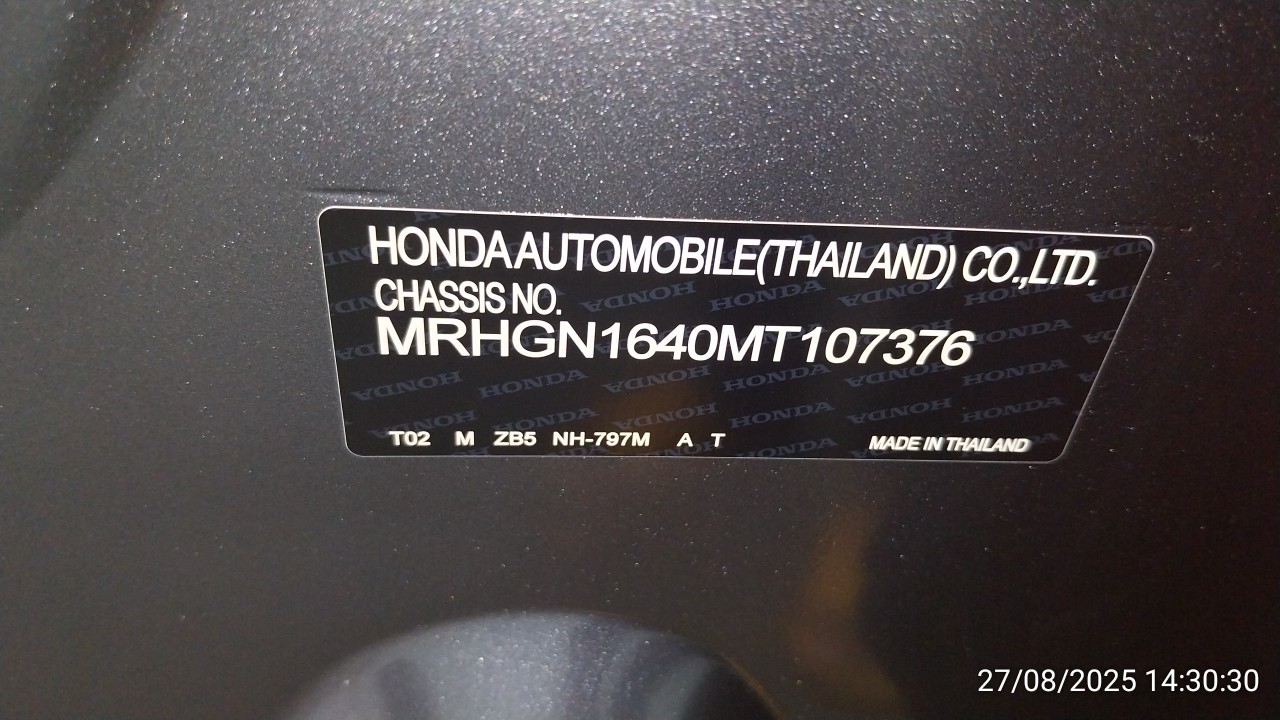 HONDA AUTOMOBILE(THAILAND) CO.,LTD.
CHASSIS NO.
MRHGN1640MT107376
T02 M ZB5 NH-797M A T MADE IN THAILAND
27/08/2025 14:30:30